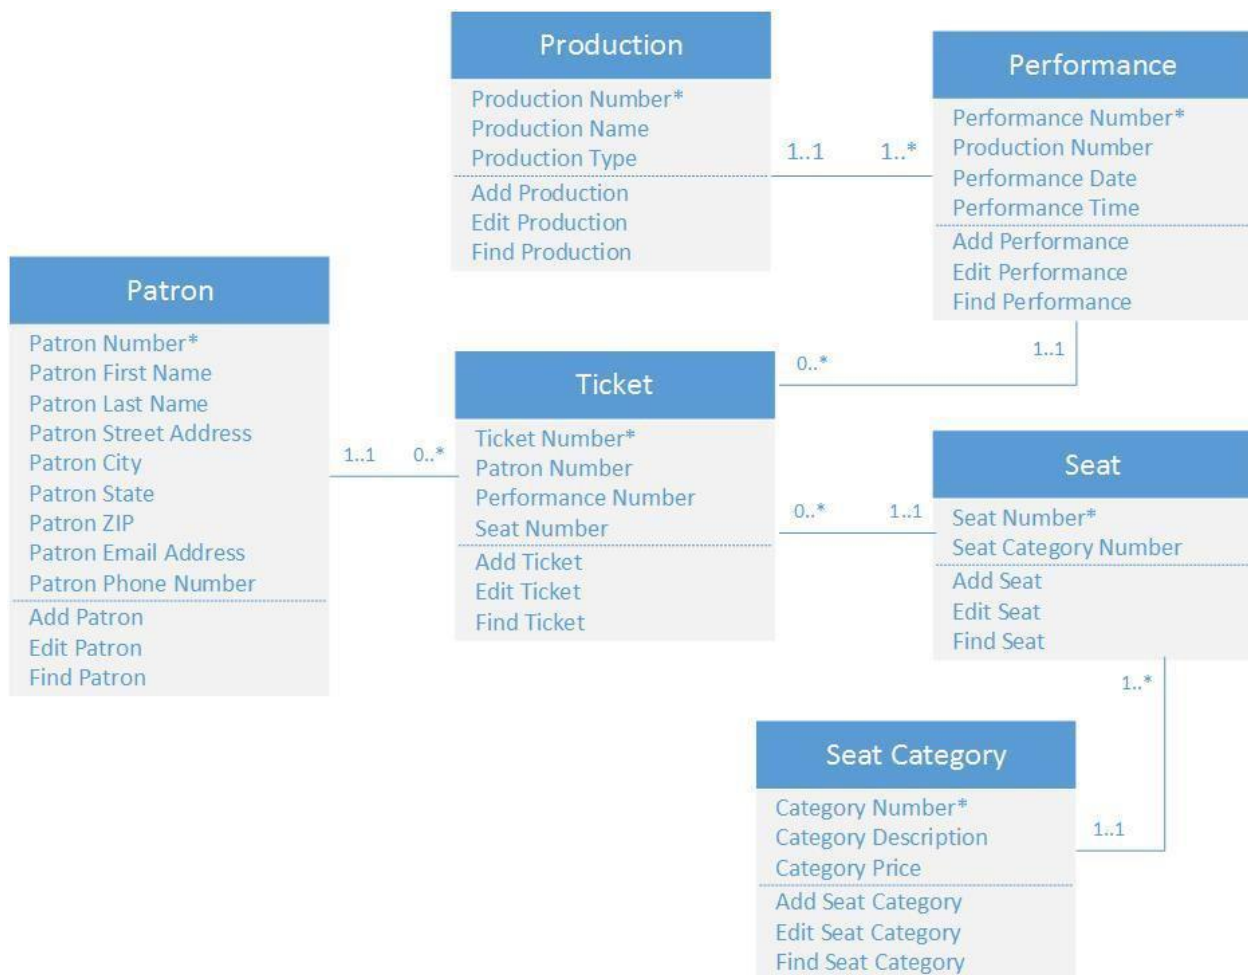 Production
Production Number*
Production Name
Production Type
Add Production
Edit Production
Find Production
1..1
1..*
Performance
Performance Number*
Production Number
Performance Date
Performance Time
Add Performance
Edit Performance
Find Performance
1..1
0..*
Patron
Patron Number*
Patron First Name
Patron Last Name
Patron Street Address
Patron City
Patron State
Patron ZIP
Patron Email Address
Patron Phone Number
Add Patron
Edit Patron
Find Patron
1..1
0..*
Ticket
Ticket Number*
Patron Number
Performance Number
Seat Number
Add Ticket
Edit Ticket
Find Ticket
0..*
1..1
Seat
Seat Number*
Seat Category Number
Add Seat
Edit Seat
Find Seat
1..*
Seat Category
Category Number*
Category Description
Category Price
Add Seat Category
Edit Seat Category
Find Seat Category
1..1